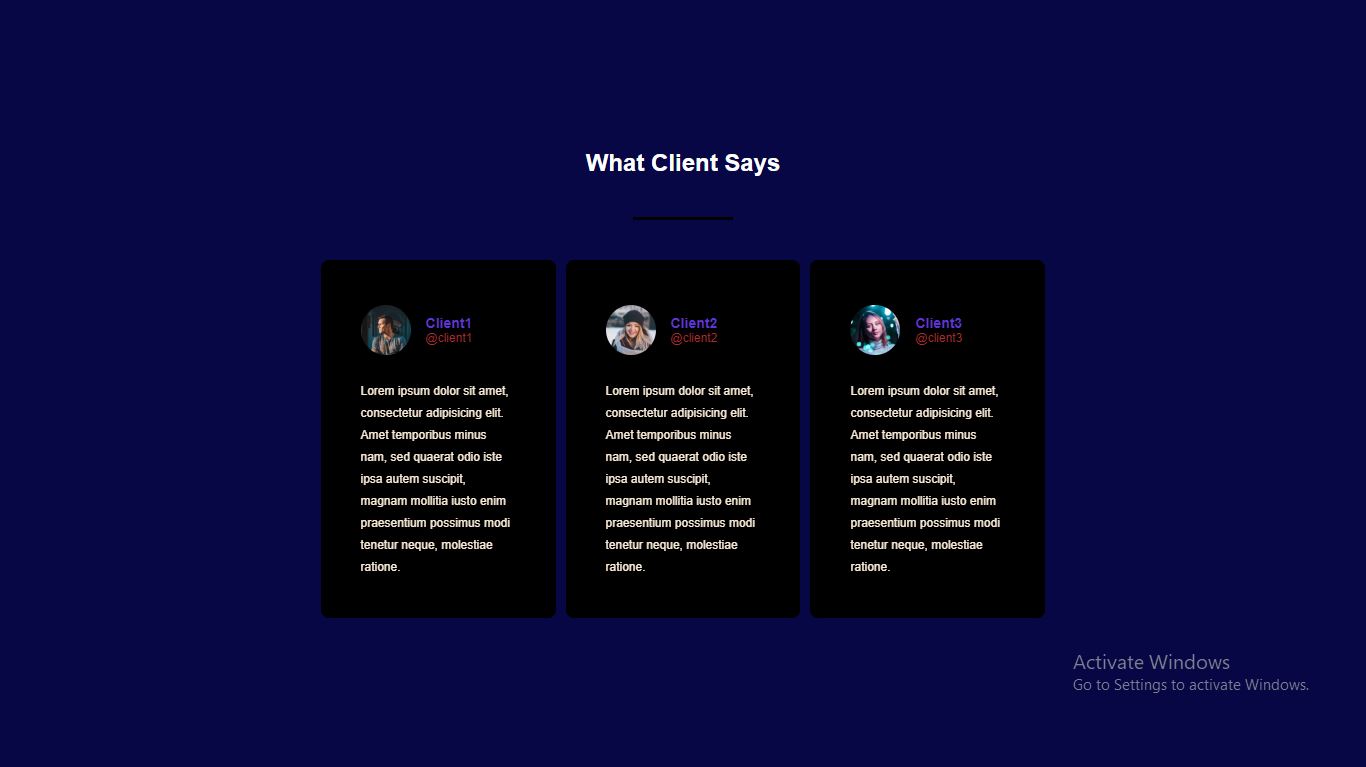 What Client Says
Client1
@client1
Lorem ipsum dolor sit amet,
consectetur adipisicing elit.
Amet temporibus minus
nam, sed quaerat odio iste
ipsa autem suscipit,
magnam mollitia iusto enim
praesentium possimus modi
tenetur neque, molestiae
ratione.
Client2
@client2
Lorem ipsum dolor sit amet,
consectetur adipisicing elit.
Amet temporibus minus
nam, sed quaerat odio iste
ipsa autem suscipit,
magnam mollitia iusto enim
praesentium possimus modi
tenetur neque, molestiae
ratione.
Client3
@client3
Lorem ipsum dolor sit amet,
consectetur adipisicing elit.
Amet temporibus minus
nam, sed quaerat odio iste
ipsa autem suscipit,
magnam mollitia iusto enim
praesentium possimus modi
tenetur neque, molestiae
ratione.
Activate Windows
Go to Settings to activate Windows.